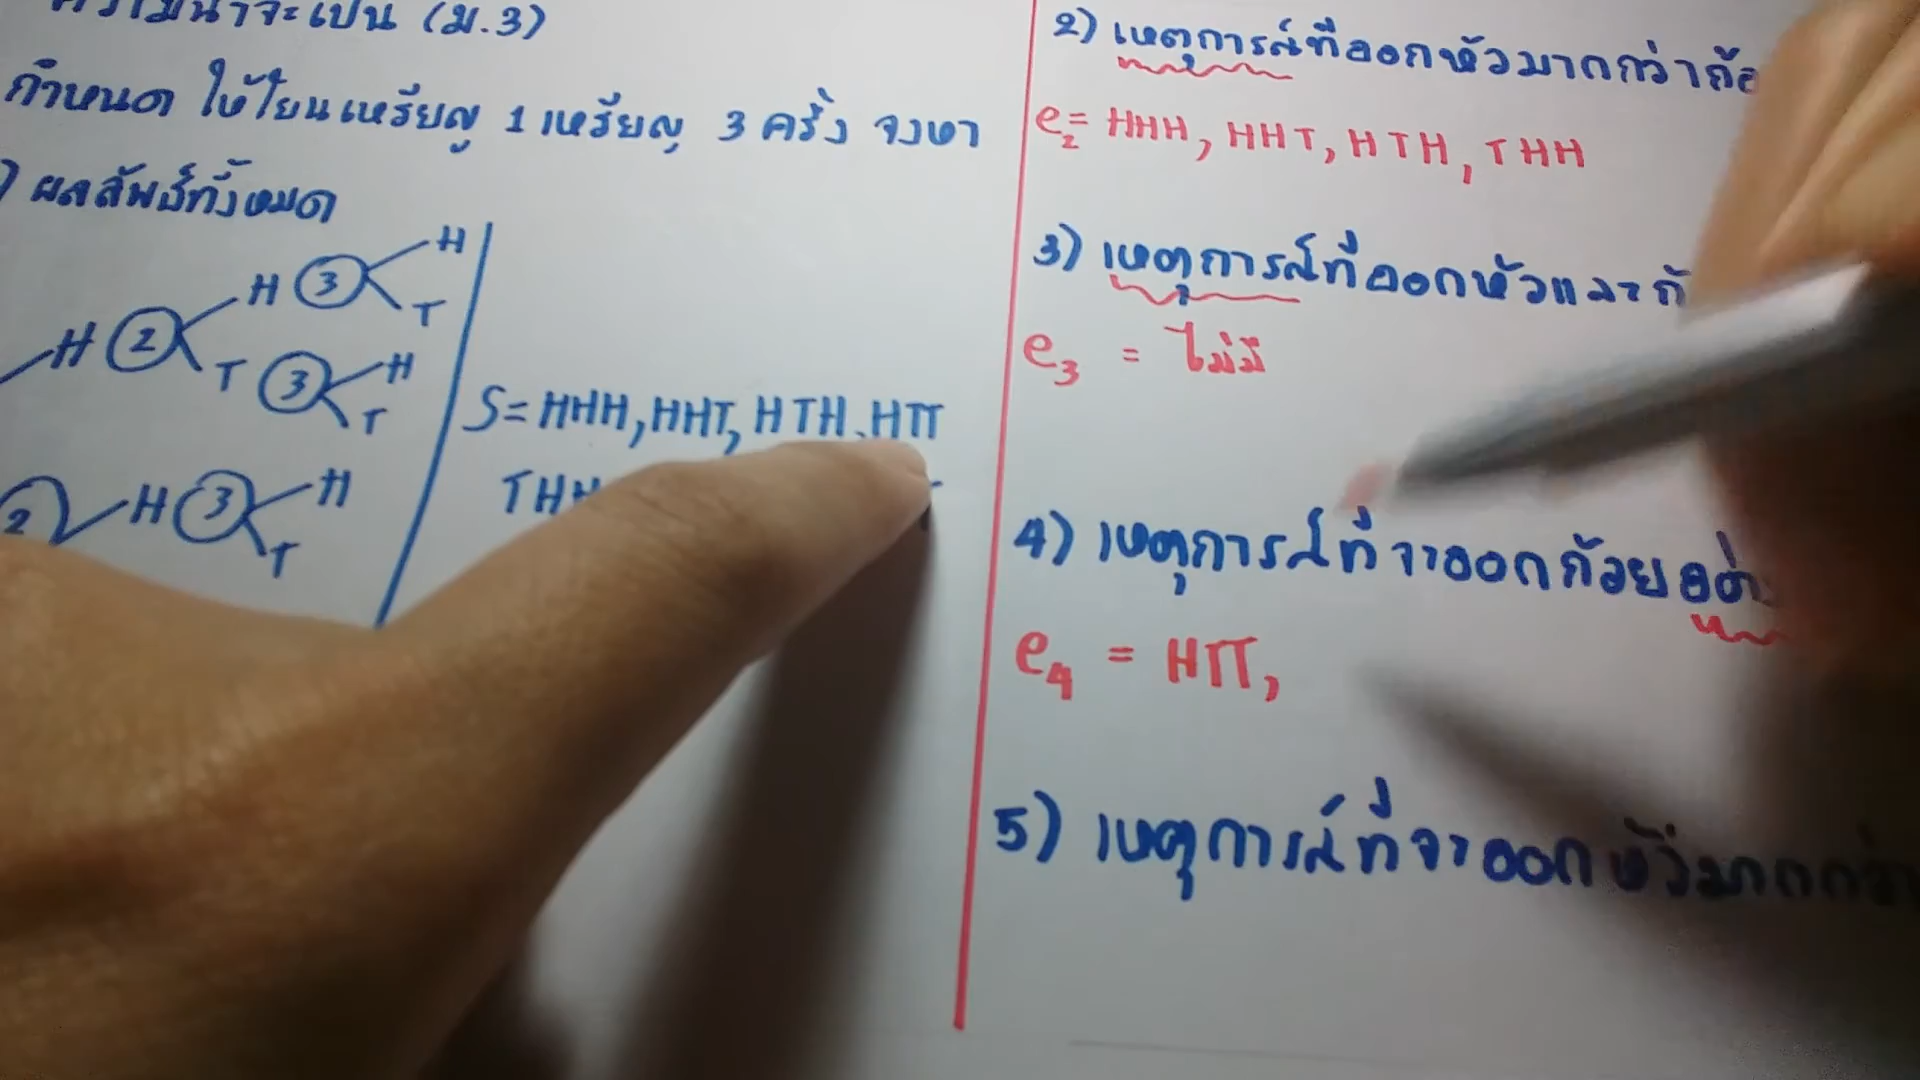 ความน่าจะเป็น (ม.3)
กำหนด ให้โยนเหรียญ 1 เหรียญ 3 ครั้ง จงหา
) ผลลัพธ์ทั้งหมด
H
H 3
T
H 2
T 3 H
T
2 H 3 H
T
S = HHH, HHT, HTH, HTT
THH
2) เหตุการณ์ที่ออกหัวมากกว่า
e2 = HHH, HHT, HTH, THH
3) เหตุการณ์ที่ออกหัวและ
e3 = ไม่มี
4) เหตุการณ์ที่จะออกก้อย
e4 = HTT,
5) เหตุการณ์ที่จะออกหัวมากกว่า